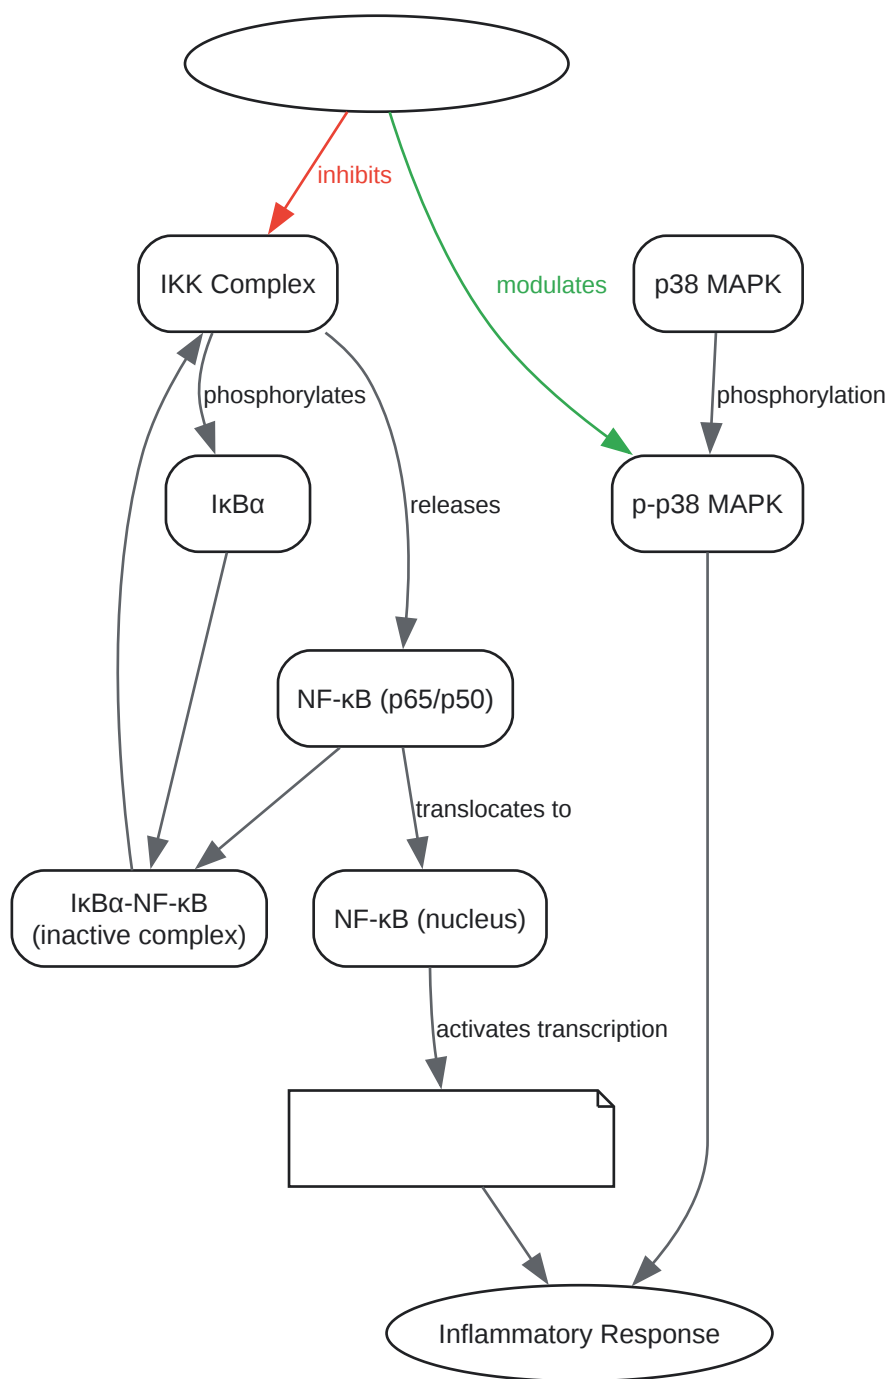 inhibits
IKK Complex
modulates
p38 MAPK
phosphorylates
phosphorylation
IκBα
releases
p-p38 MAPK
NF-κB (p65/p50)
translocates to
IκBα-NF-κB
(inactive complex)
NF-κB (nucleus)
activates transcription
Inflammatory Response